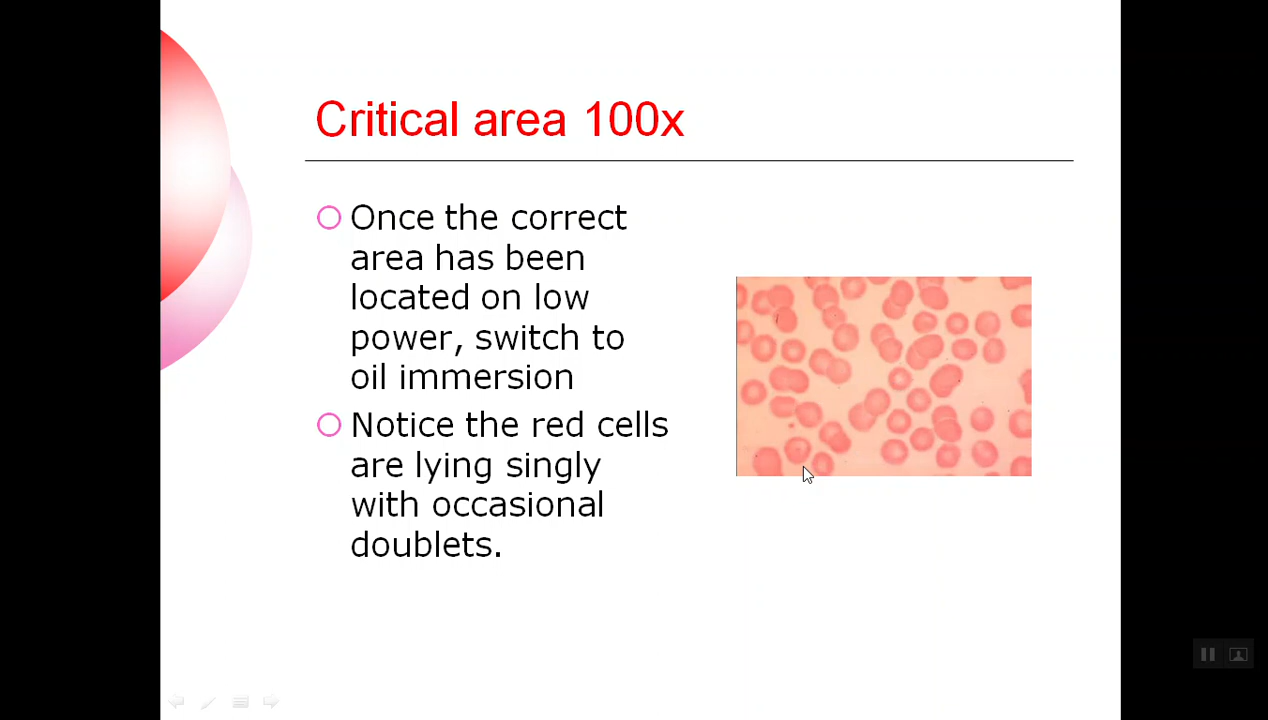 Critical area 100x
Once the correct
area has been
located on low
power, switch to
oil immersion
Notice the red cells
are lying singly
with occasional
doublets.